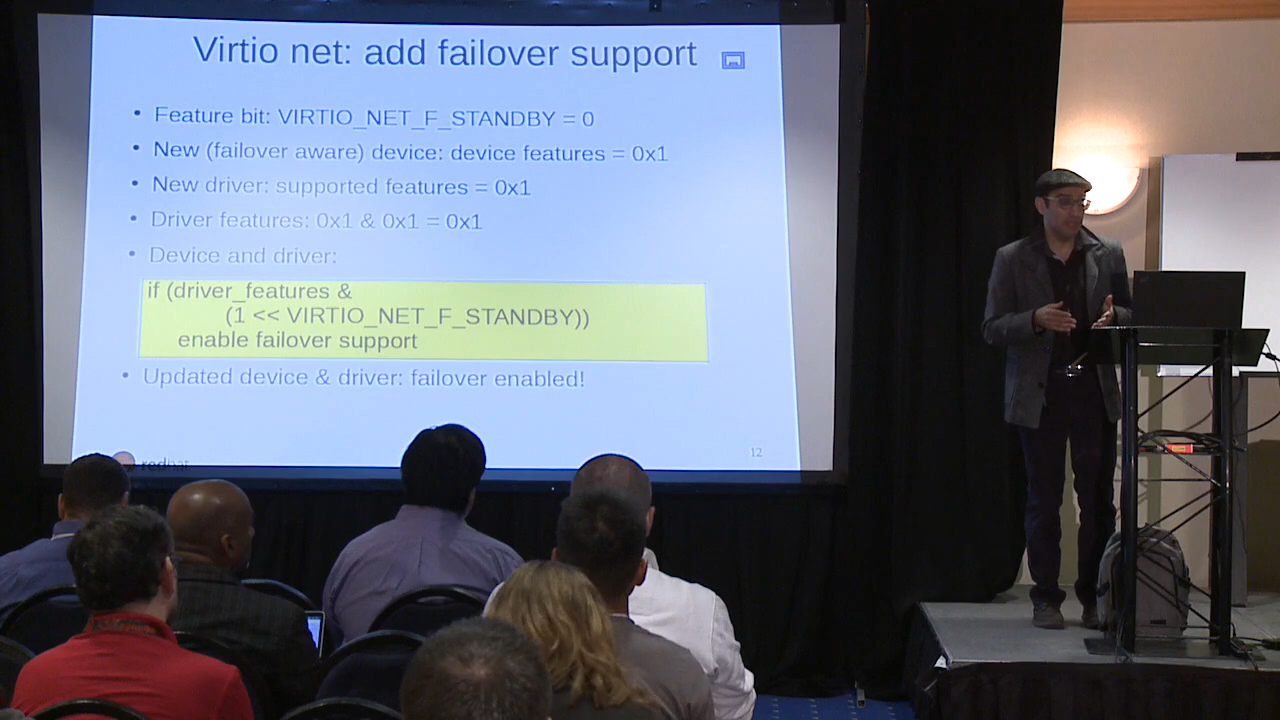 Virtio net: add failover support
• Feature bit: VIRTIO_NET_F_STANDBY = 0
• New (failover aware) device: device features = 0x1
• New driver: supported features = 0x1
• Driver features: 0x1 & 0x1 = 0x1
• Device and driver:
if (driver_features &
(1 << VIRTIO_NET_F_STANDBY))
enable failover support
• Updated device & driver: failover enabled!
redhat
12